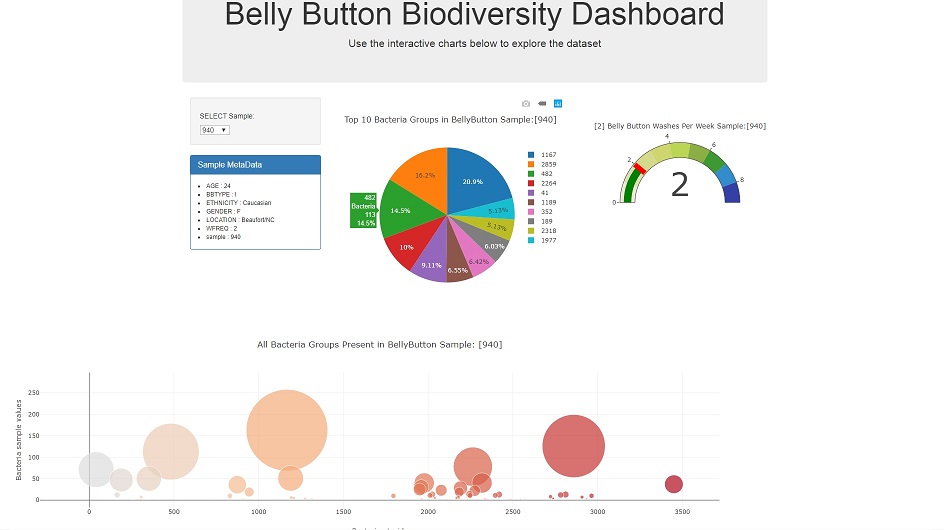 Belly Button Biodiversity Dashboard
Use the interactive charts below to explore the dataset
SELECT Sample:
940
Sample MetaData
AGE : 24
BBTYPE : I
ETHNICITY : Caucasian
GENDER : F
LOCATION : Beaufort/NC
WFREQ : 2
sample : 940
Top 10 Bacteria Groups in BellyButton Sample:[940]
20.9%
16.2%
14.5%
10%
9.11%
6.55%
6.42%
6.03%
5.13%
5.13%
482
Bacteria
113
14.5%
1167
2859
482
2264
41
1189
352
189
2318
1977
[2] Belly Button Washes Per Week Sample:[940]
0
2
4
6
8
2
All Bacteria Groups Present in BellyButton Sample: [940]
Bacteria sample values
250
200
150
100
50
0
0
500
1000
1500
2000
2500
3000
3500